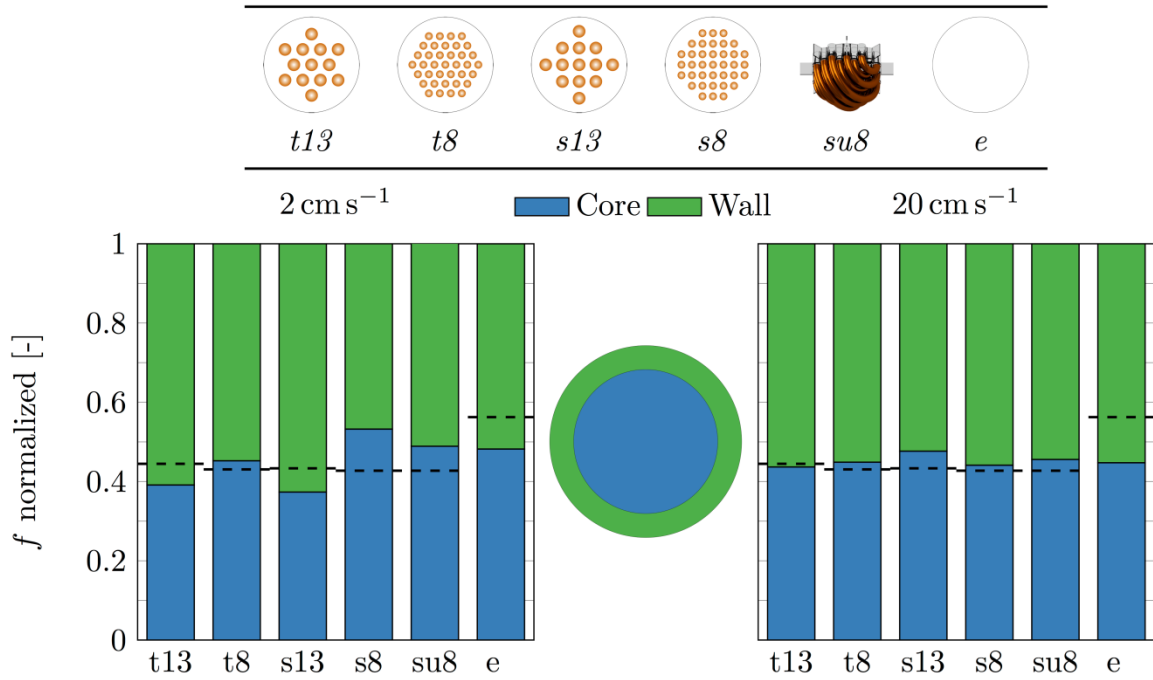 t13 t8 s13 s8 su8 e
2 cm s⁻¹ Core Wall 20 cm s⁻¹
f normalized [-]
1
0.8
0.6
0.4
0.2
0
t13 t8 s13 s8 su8 e
t13 t8 s13 s8 su8 e